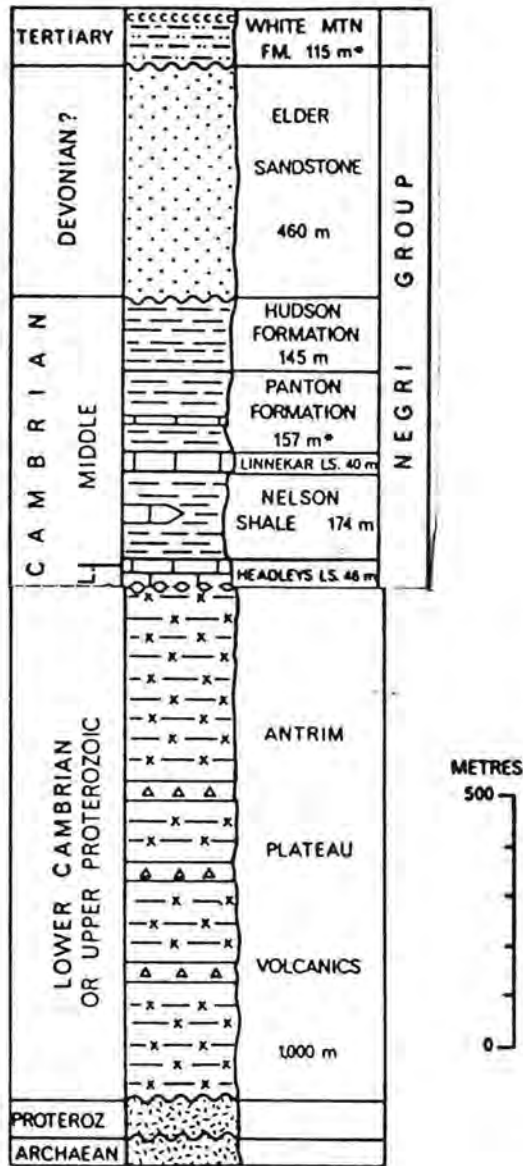 TERTIARY
WHITE MTN
FM. 115 m*
DEVONIAN?
ELDER
SANDSTONE
460 m
CAMBRIAN
MIDDLE
L.
HUDSON
FORMATION
145 m
PANTON
FORMATION
157 m*
LINNEKAR LS. 40 m
NELSON
SHALE 174 m
HEADLEYS LS. 46 m
NEGRI GROUP
LOWER CAMBRIAN
OR UPPER PROTEROZOIC
ANTRIM
PLATEAU
VOLCANICS
1,000 m
PROTEROZ
ARCHAEAN
METRES
500
0